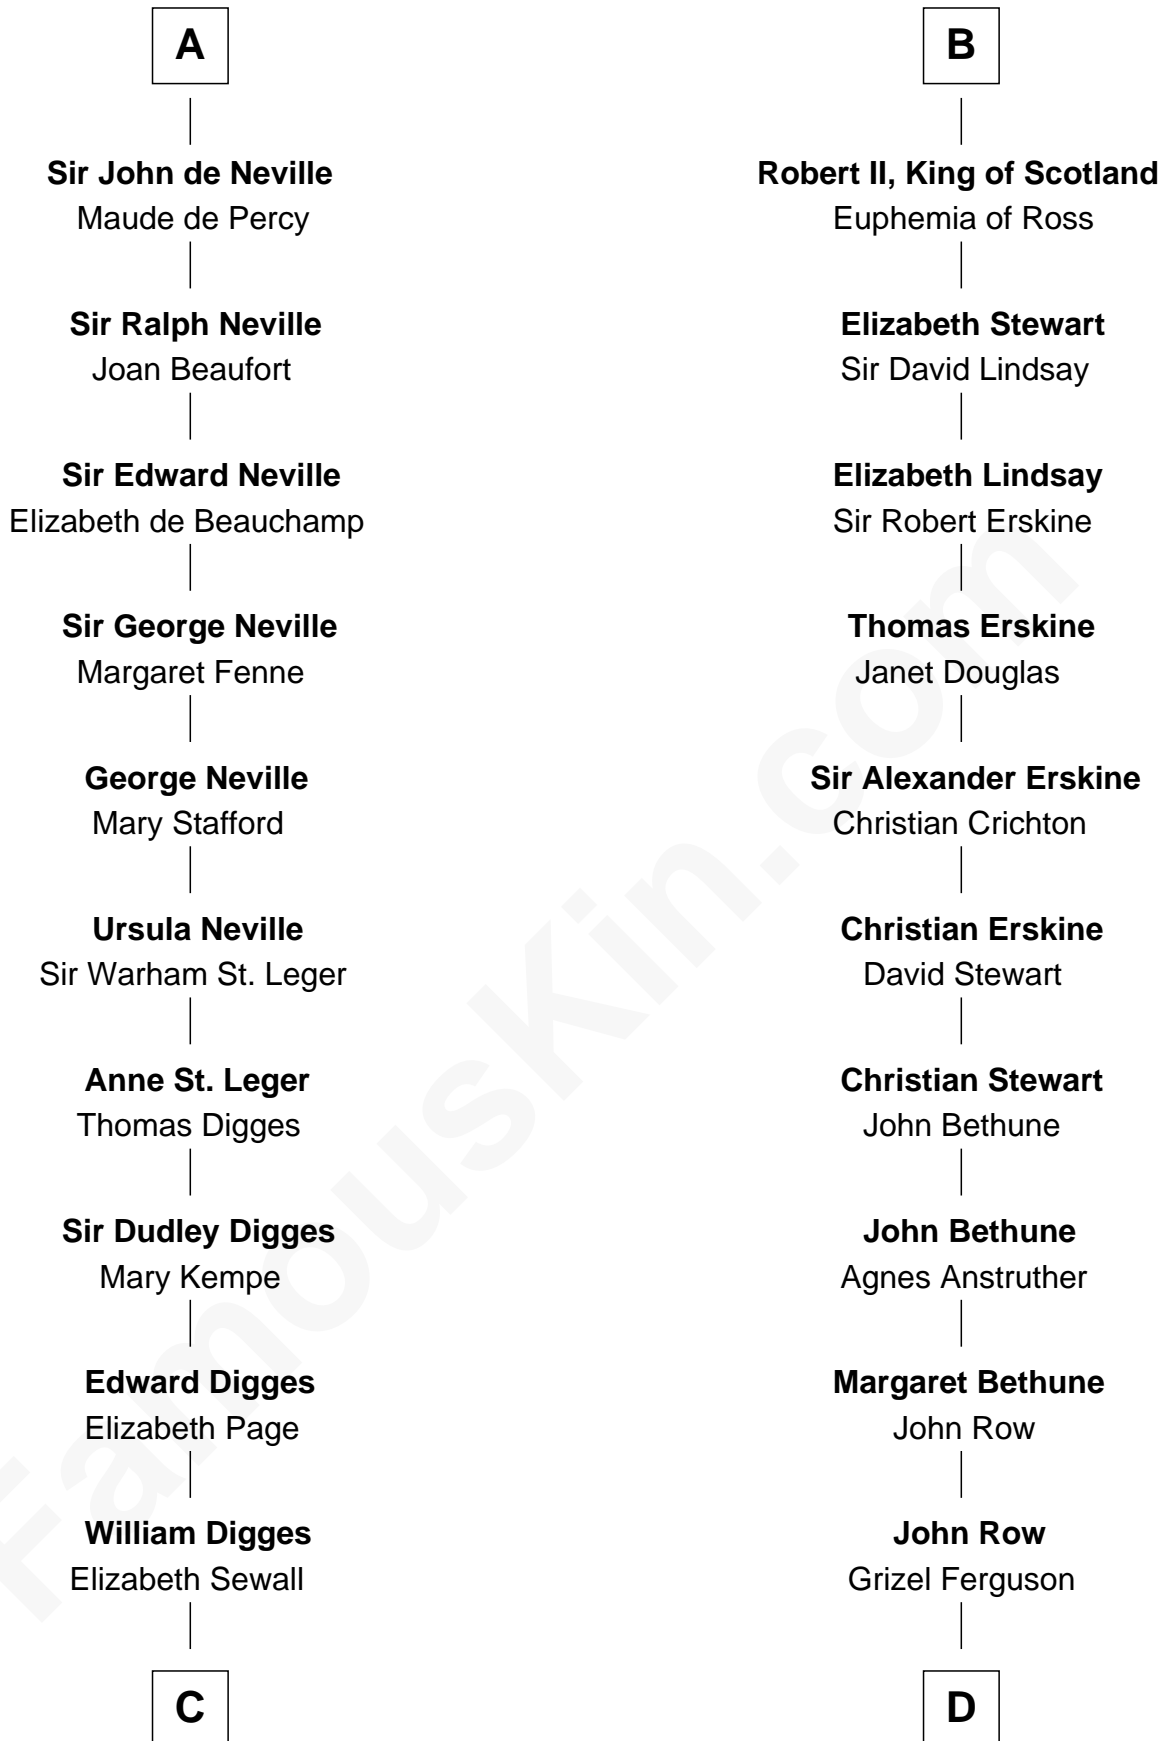 A
Sir John de Neville
Maude de Percy
Sir Ralph Neville
Joan Beaufort
Sir Edward Neville
Elizabeth de Beauchamp
Sir George Neville
Margaret Fenne
George Neville
Mary Stafford
Ursula Neville
Sir Warham St. Leger
Anne St. Leger
Thomas Digges
Sir Dudley Digges
Mary Kempe
Edward Digges
Elizabeth Page
William Digges
Elizabeth Sewall
C
B
Robert II, King of Scotland
Euphemia of Ross
Elizabeth Stewart
Sir David Lindsay
Elizabeth Lindsay
Sir Robert Erskine
Thomas Erskine
Janet Douglas
Sir Alexander Erskine
Christian Crichton
Christian Erskine
David Stewart
Christian Stewart
John Bethune
John Bethune
Agnes Anstruther
Margaret Bethune
John Row
John Row
Grizel Ferguson
D
FamousKin.com